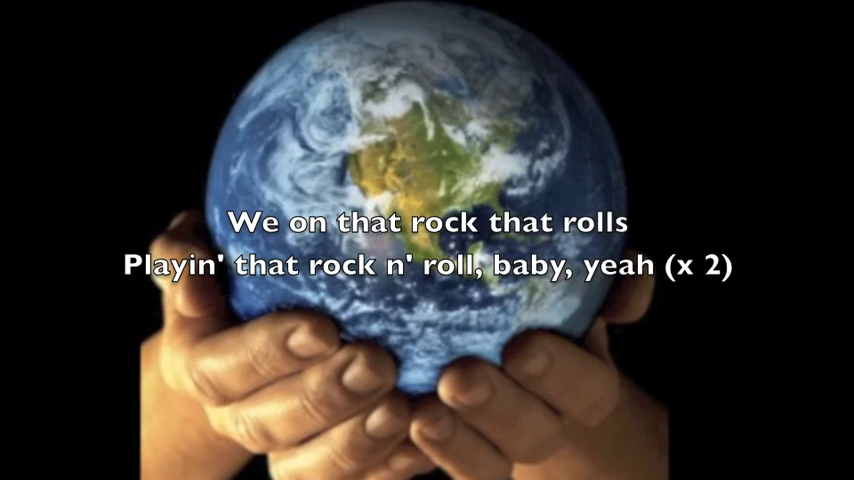 We on that rock that rolls
Playin' that rock n' roll, baby, yeah (x 2)